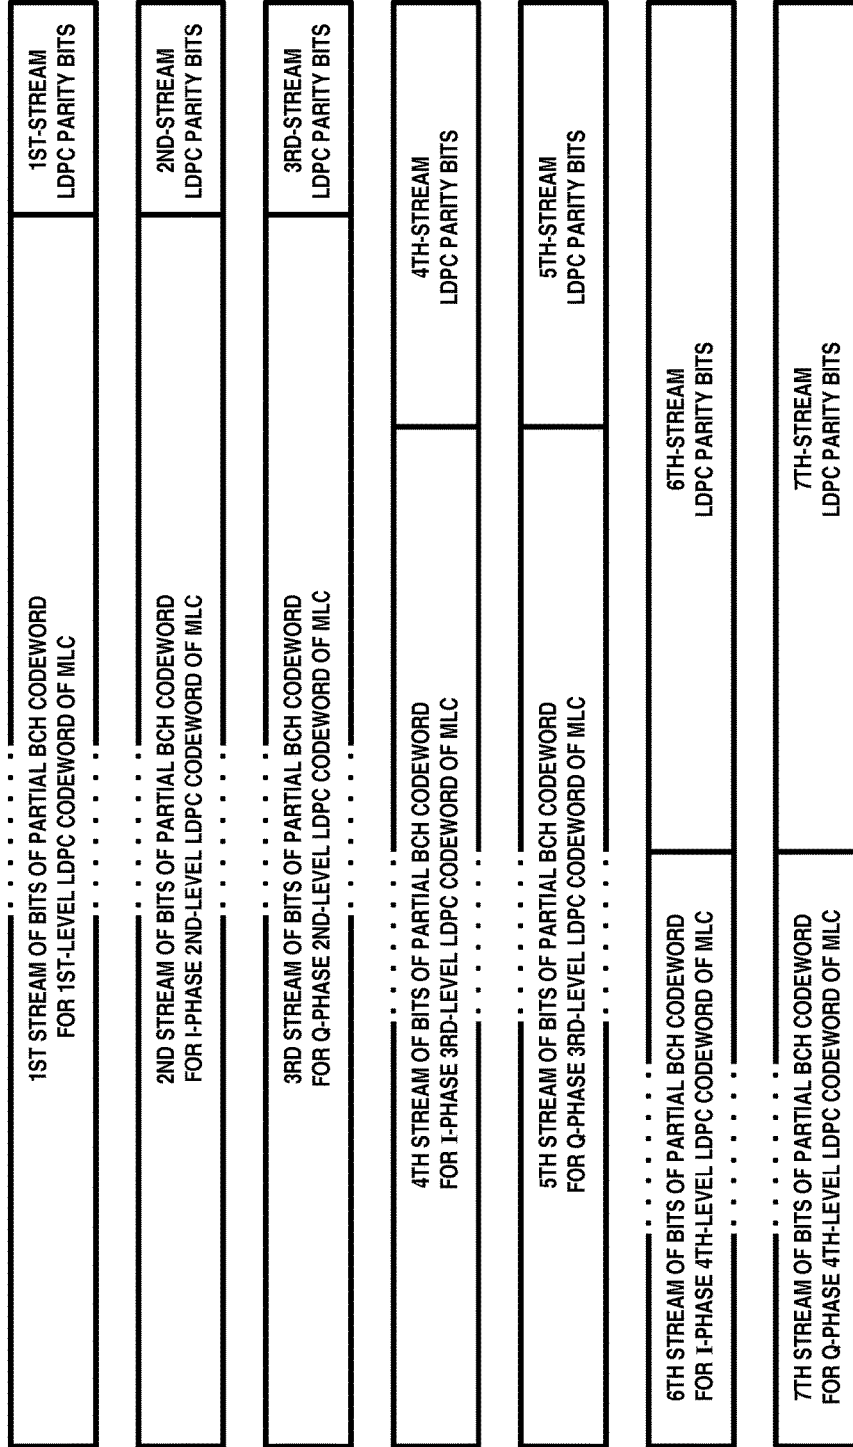 1ST STREAM OF BITS OF PARTIAL BCH CODEWORD
FOR 1ST-LEVEL LDPC CODEWORD OF MLC
1ST-STREAM
LDPC PARITY BITS
2ND STREAM OF BITS OF PARTIAL BCH CODEWORD
FOR I-PHASE 2ND-LEVEL LDPC CODEWORD OF MLC
2ND-STREAM
LDPC PARITY BITS
3RD STREAM OF BITS OF PARTIAL BCH CODEWORD
FOR Q-PHASE 2ND-LEVEL LDPC CODEWORD OF MLC
3RD-STREAM
LDPC PARITY BITS
4TH STREAM OF BITS OF PARTIAL BCH CODEWORD
FOR I-PHASE 3RD-LEVEL LDPC CODEWORD OF MLC
4TH-STREAM
LDPC PARITY BITS
5TH STREAM OF BITS OF PARTIAL BCH CODEWORD
FOR Q-PHASE 3RD-LEVEL LDPC CODEWORD OF MLC
5TH-STREAM
LDPC PARITY BITS
6TH STREAM OF BITS OF PARTIAL BCH CODEWORD
FOR I-PHASE 4TH-LEVEL LDPC CODEWORD OF MLC
6TH-STREAM
LDPC PARITY BITS
7TH STREAM OF BITS OF PARTIAL BCH CODEWORD
FOR Q-PHASE 4TH-LEVEL LDPC CODEWORD OF MLC
7TH-STREAM
LDPC PARITY BITS